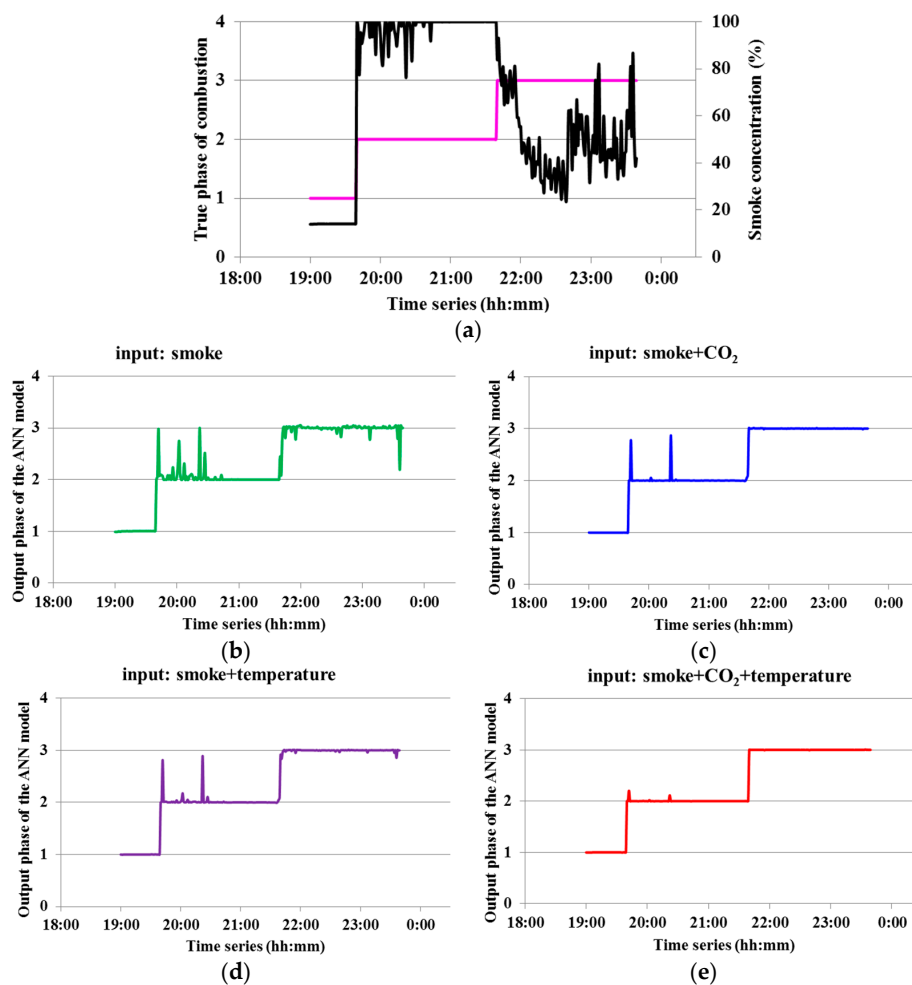 4
3
2
1
0
100
80
60
40
20
0
True phase of combustion
Smoke concentration (%)
18:00 19:00 20:00 21:00 22:00 23:00 0:00
Time series (hh:mm)
(a)
input: smoke
4
3
2
1
0
Output phase of the ANN model
18:00 19:00 20:00 21:00 22:00 23:00 0:00
Time series (hh:mm)
(b)
input: smoke+CO₂
4
3
2
1
0
Output phase of the ANN model
18:00 19:00 20:00 21:00 22:00 23:00 0:00
Time series (hh:mm)
(c)
input: smoke+temperature
4
3
2
1
0
Output phase of the ANN model
18:00 19:00 20:00 21:00 22:00 23:00 0:00
Time series (hh:mm)
(d)
input: smoke+CO₂+temperature
4
3
2
1
0
Output phase of the ANN model
18:00 19:00 20:00 21:00 22:00 23:00 0:00
Time series (hh:mm)
(e)